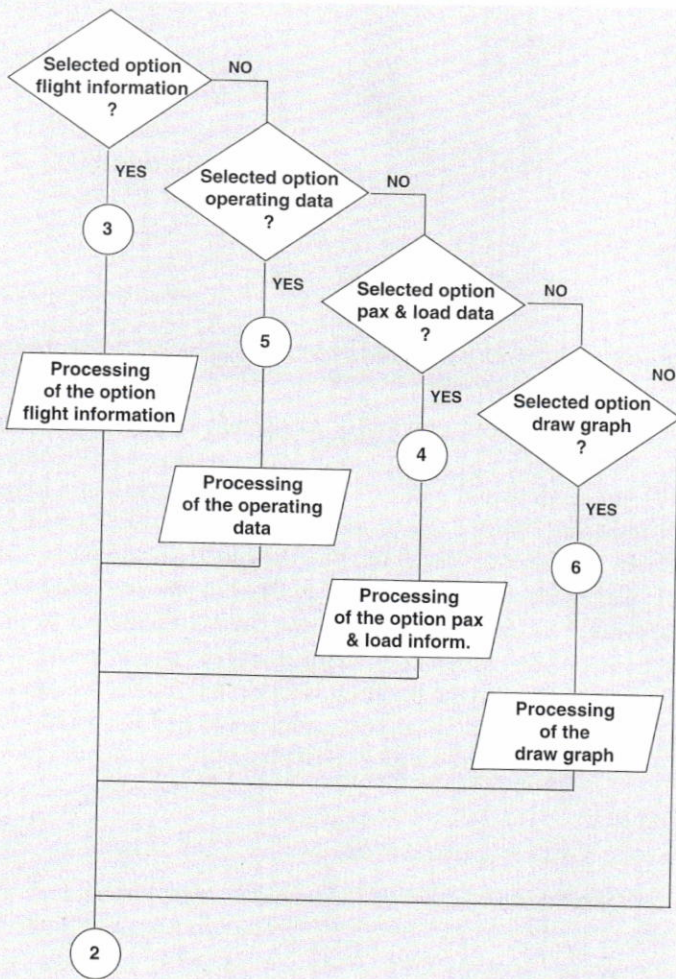 Selected option
flight information
?
NO
YES
3
Processing
of the option
flight information
Selected option
operating data
?
NO
YES
5
Processing
of the operating
data
Selected option
pax & load data
?
NO
YES
4
Processing
of the option pax
& load inform.
Selected option
draw graph
?
NO
YES
6
Processing
of the
draw graph
2